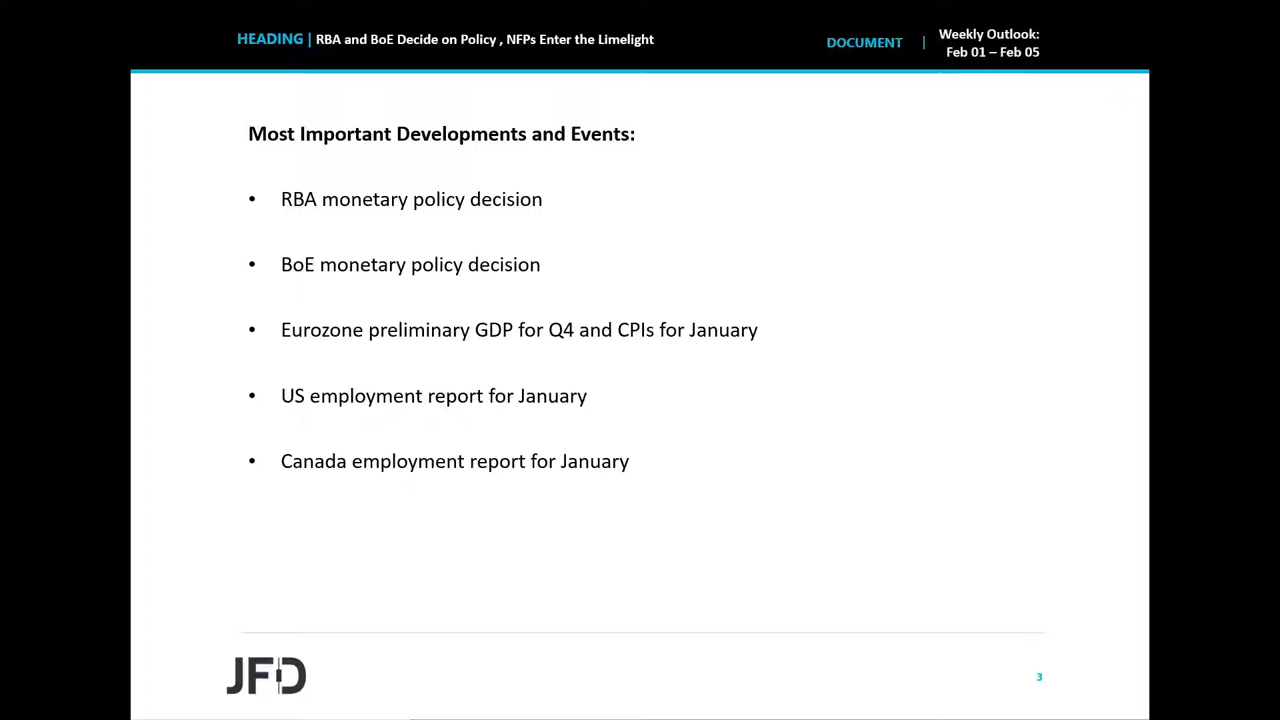 HEADING | RBA and BoE Decide on Policy , NFPs Enter the Limelight
DOCUMENT | Weekly Outlook:
Feb 01 – Feb 05
Most Important Developments and Events:
• RBA monetary policy decision
• BoE monetary policy decision
• Eurozone preliminary GDP for Q4 and CPIs for January
• US employment report for January
• Canada employment report for January
JFD
3